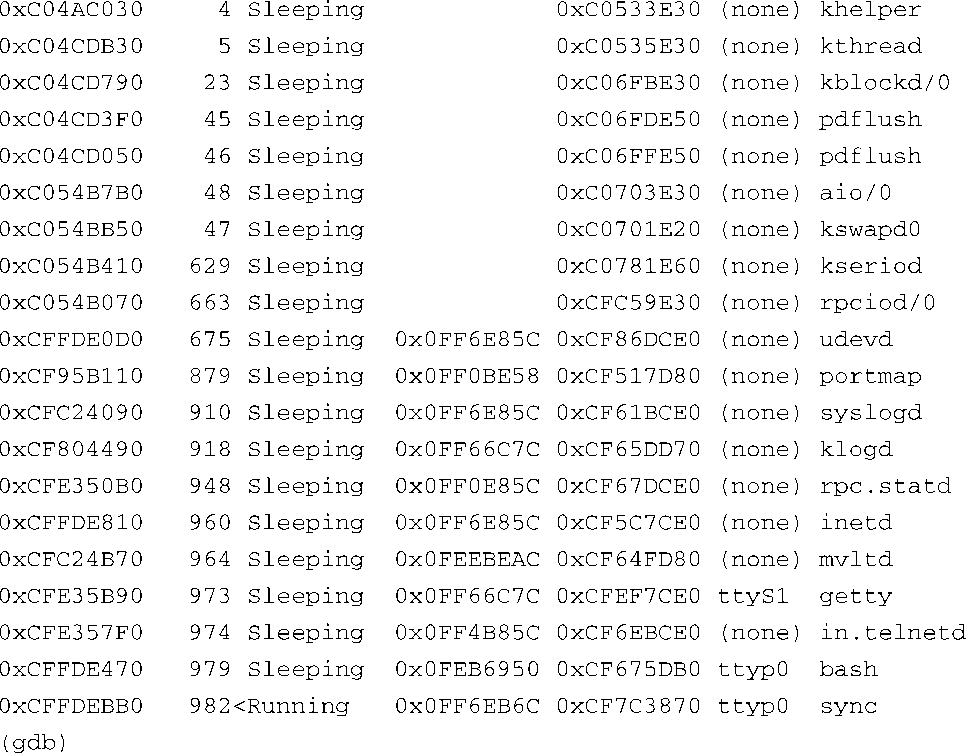 0xC04AC030 4 Sleeping 0xC0533E30 (none) khelper
0xC04CDB30 5 Sleeping 0xC0535E30 (none) kthread
0xC04CD790 23 Sleeping 0xC06FBE30 (none) kblockd/0
0xC04CD3F0 45 Sleeping 0xC06FDE50 (none) pdflush
0xC04CD050 46 Sleeping 0xC06FFE50 (none) pdflush
0xC054B7B0 48 Sleeping 0xC0703E30 (none) aio/0
0xC054BB50 47 Sleeping 0xC0701E20 (none) kswapd0
0xC054B410 629 Sleeping 0xC0781E60 (none) kseriod
0xC054B070 663 Sleeping 0xCFC59E30 (none) rpciod/0
0xCFFDE0D0 675 Sleeping 0x0FF6E85C 0xCF86DCE0 (none) udevd
0xCF95B110 879 Sleeping 0x0FF0BE58 0xCF517D80 (none) portmap
0xCFC24090 910 Sleeping 0x0FF6E85C 0xCF61BCE0 (none) syslogd
0xCF804490 918 Sleeping 0x0FF66C7C 0xCF65DD70 (none) klogd
0xCFE350B0 948 Sleeping 0x0FF0E85C 0xCF67DCE0 (none) rpc.statd
0xCFFDE810 960 Sleeping 0x0FF6E85C 0xCF5C7CE0 (none) inetd
0xCFC24B70 964 Sleeping 0x0FEEBEAC 0xCF64FD80 (none) mvltd
0xCFE35B90 973 Sleeping 0x0FF66C7C 0xCFEF7CE0 ttyS1 getty
0xCFE357F0 974 Sleeping 0x0FF4B85C 0xCF6EBCE0 (none) in.telnetd
0xCFFDE470 979 Sleeping 0x0FEB6950 0xCF675DB0 ttyp0 bash
0xCFFDEBB0 982<Running 0x0FF6EB6C 0xCF7C3870 ttyp0 sync
(gdb)